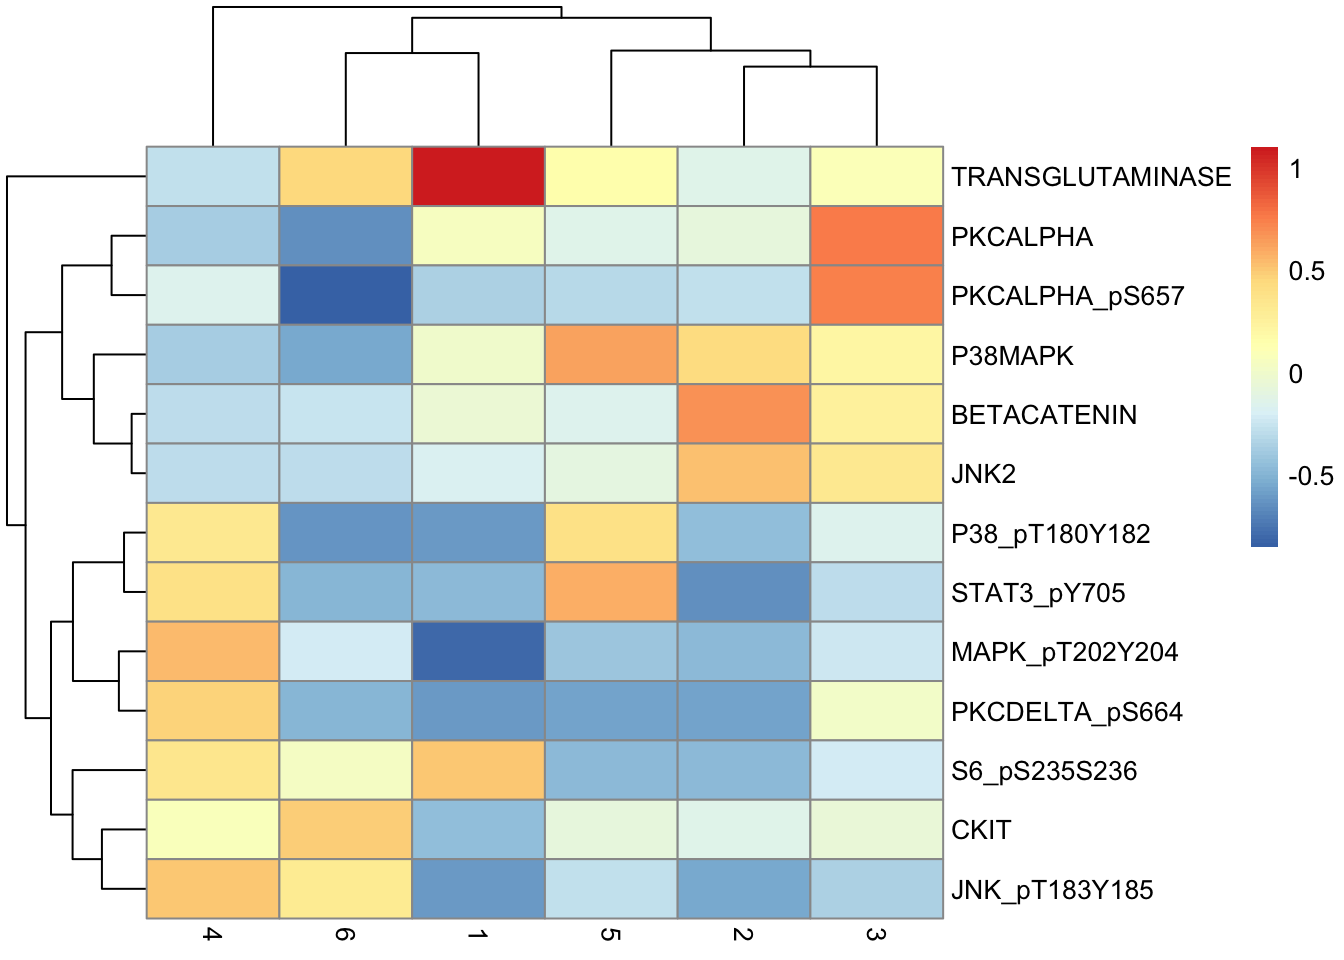 TRANSGLUTAMINASE
PKCALPHA
PKCALPHA_pS657
P38MAPK
BETACATENIN
JNK2
P38_pT180Y182
STAT3_pY705
MAPK_pT202Y204
PKCDELTA_pS664
S6_pS235S236
CKIT
JNK_pT183Y185
4 6 1 5 2 3
1
0.5
0
-0.5